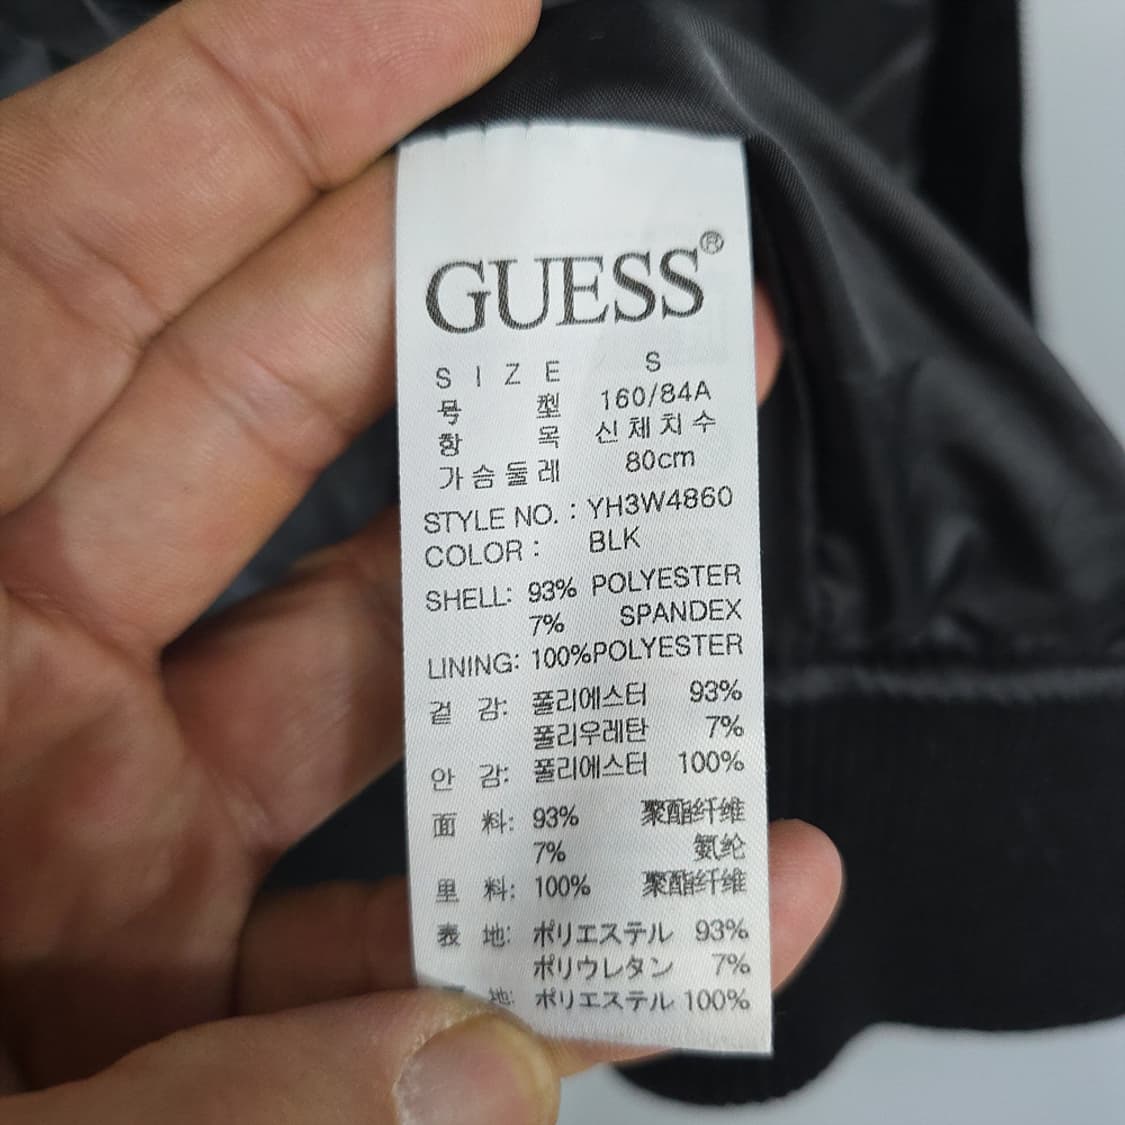 GUESS®
SIZE S
号型 160/84A
항목 신체치수
가슴둘레 80cm
STYLE NO. : YH3W4860
COLOR : BLK
SHELL: 93% POLYESTER
7% SPANDEX
LINING: 100%POLYESTER
겉감: 폴리에스터 93%
폴리우레탄 7%
안감: 폴리에스터 100%
面料: 93% 聚酯纤维
7% 氨纶
里料: 100% 聚酯纤维
表地: ポリエステル 93%
ポリウレタン 7%
地: ポリエステル 100%